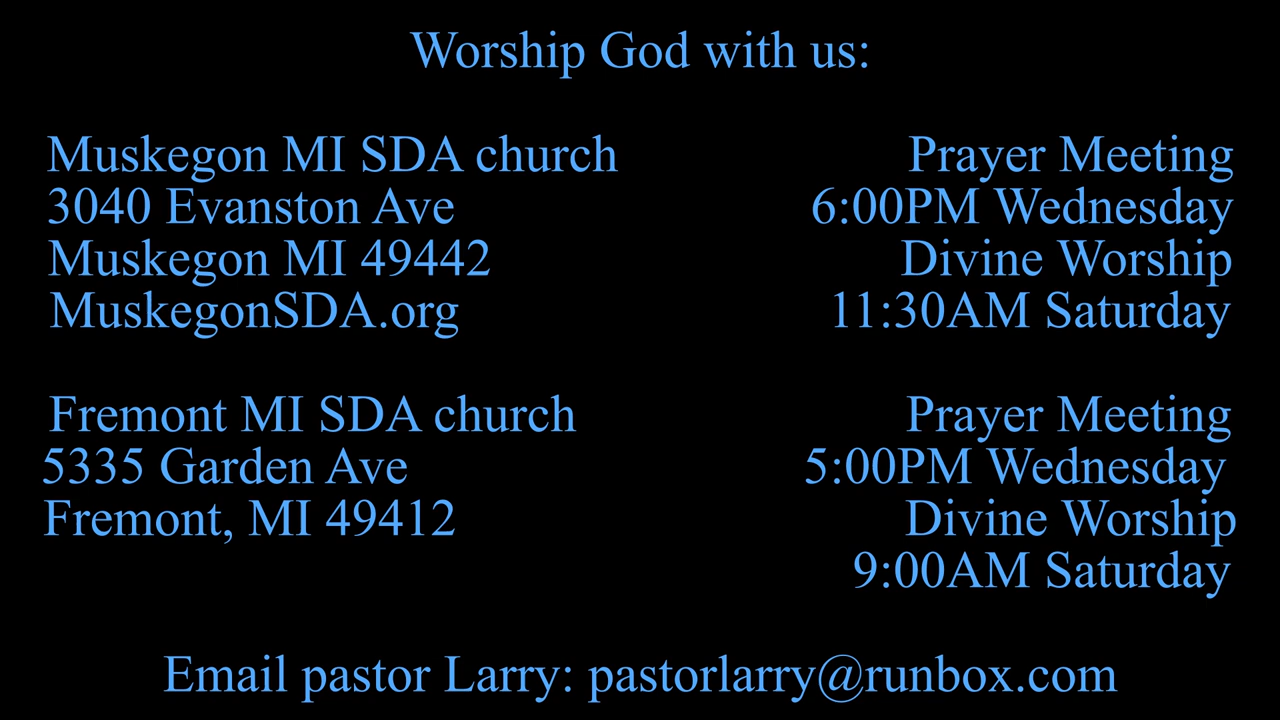 Worship God with us:
Muskegon MI SDA church
3040 Evanston Ave
Muskegon MI 49442
MuskegonSDA.org
Prayer Meeting
6:00PM Wednesday
Divine Worship
11:30AM Saturday
Fremont MI SDA church
5335 Garden Ave
Fremont, MI 49412
Prayer Meeting
5:00PM Wednesday
Divine Worship
9:00AM Saturday
Email pastor Larry: pastorlarry@runbox.com